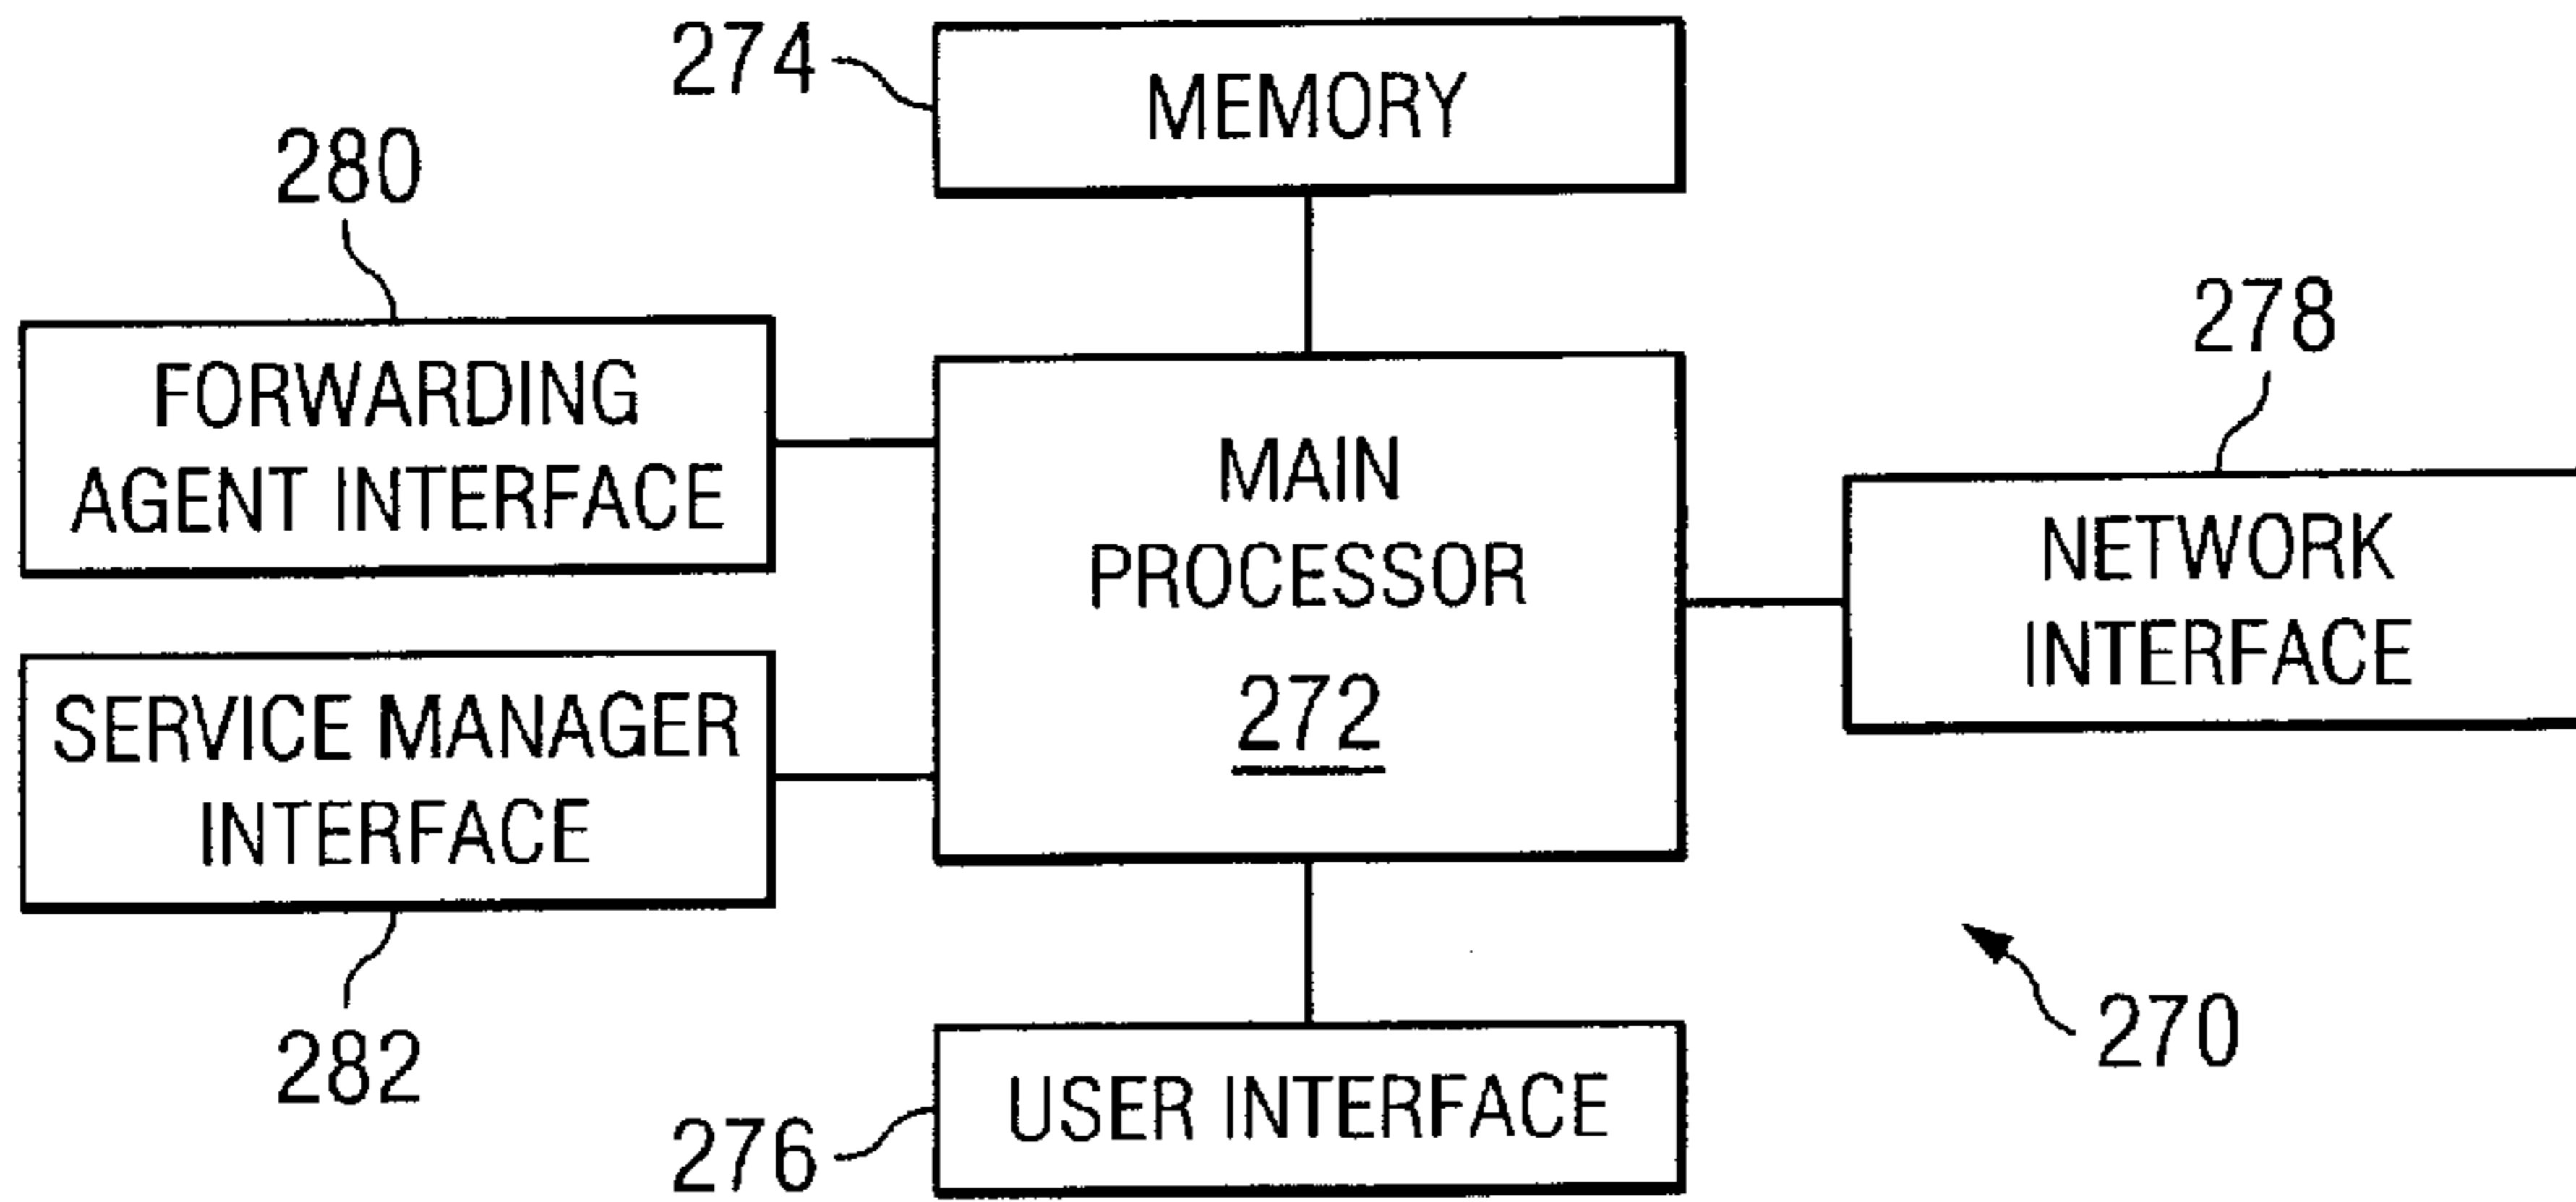 274
MEMORY
280
FORWARDING
AGENT INTERFACE
278
MAIN
PROCESSOR
272
NETWORK
INTERFACE
SERVICE MANAGER
INTERFACE
282
270
276
USER INTERFACE